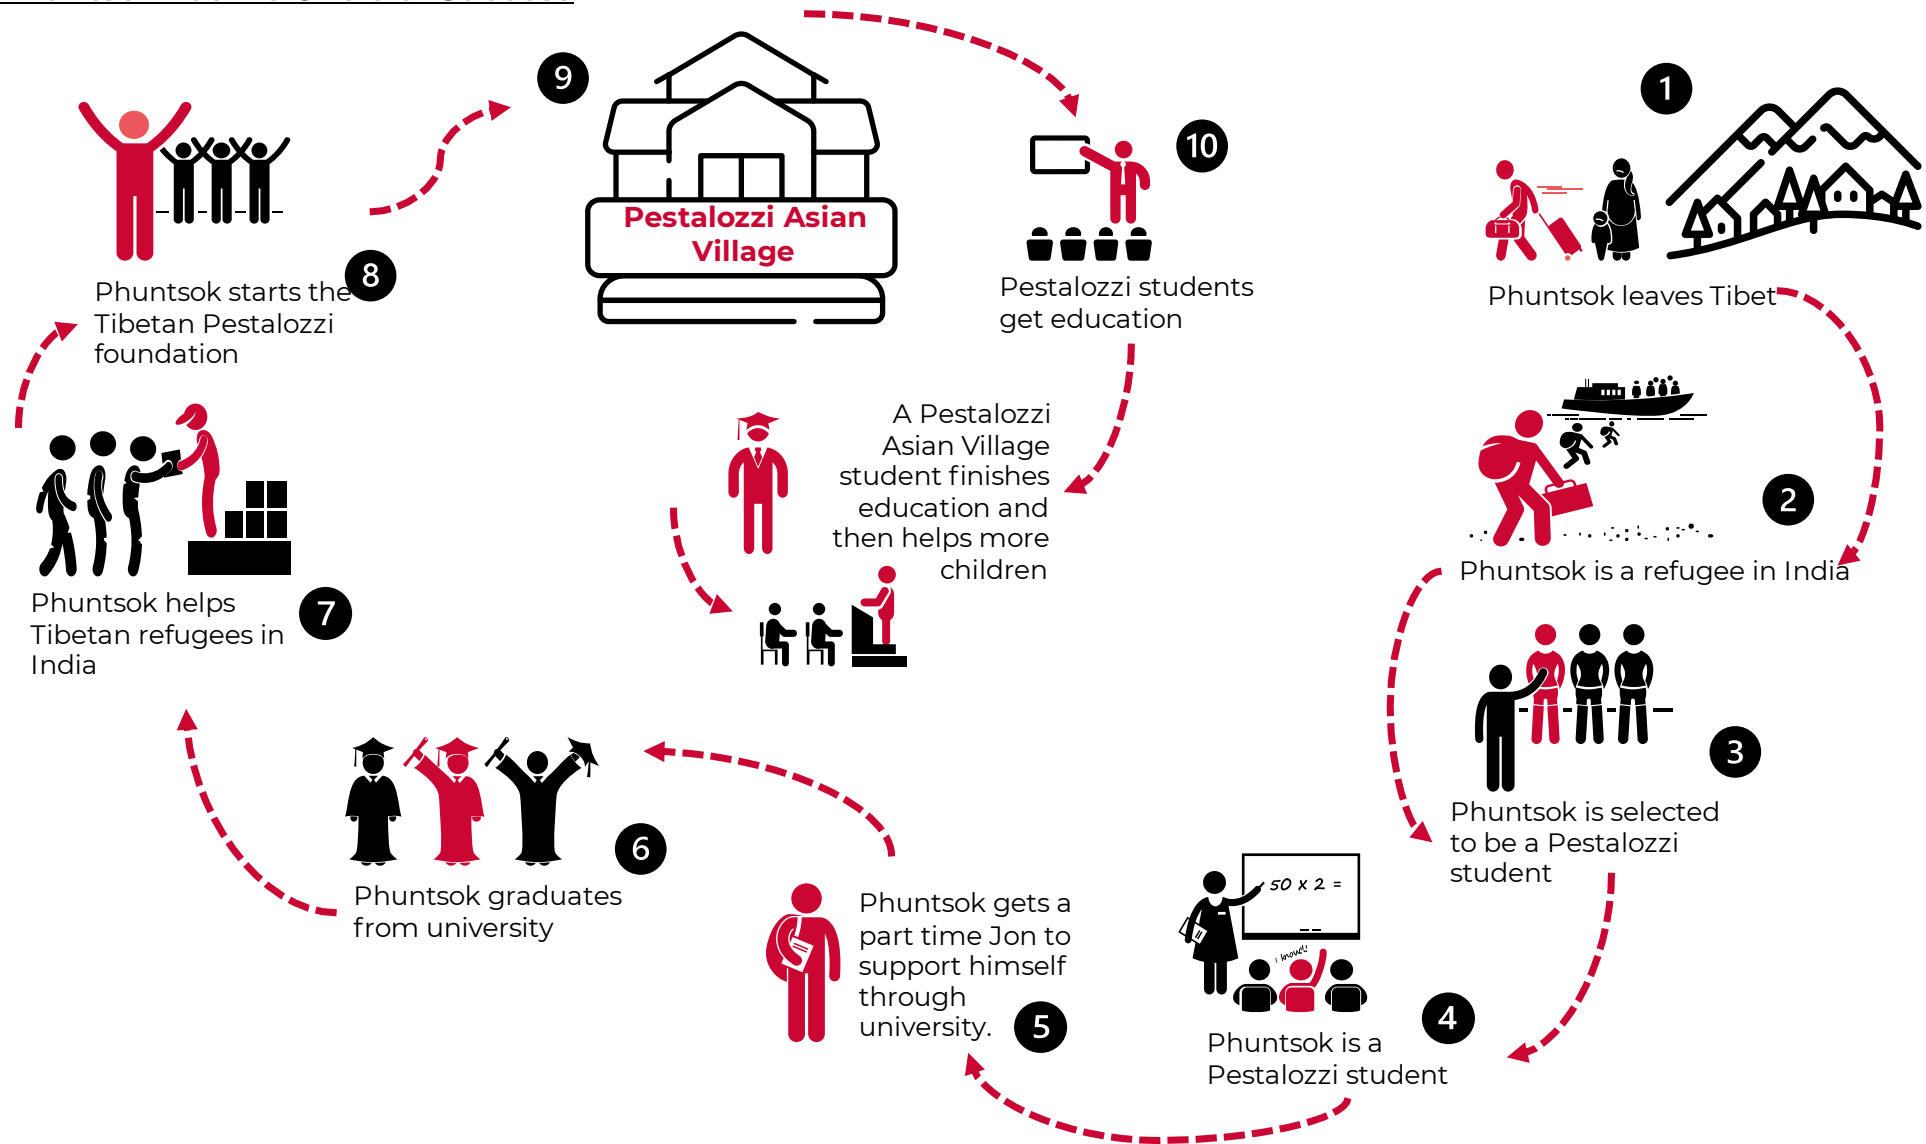 1
Phuntsok leaves Tibet
2
Phuntsok is a refugee in India
3
Phuntsok is selected
to be a Pestalozzi
student
50 x 2 =
I know!!
4
Phuntsok is a
Pestalozzi student
Phuntsok gets a
part time Jon to
support himself
through
university.
5
6
Phuntsok graduates
from university
7
Phuntsok helps
Tibetan refugees in
India
8
Phuntsok starts the
Tibetan Pestalozzi
foundation
9
Pestalozzi Asian
Village
10
Pestalozzi students
get education
A Pestalozzi
Asian Village
student finishes
education and
then helps more
children